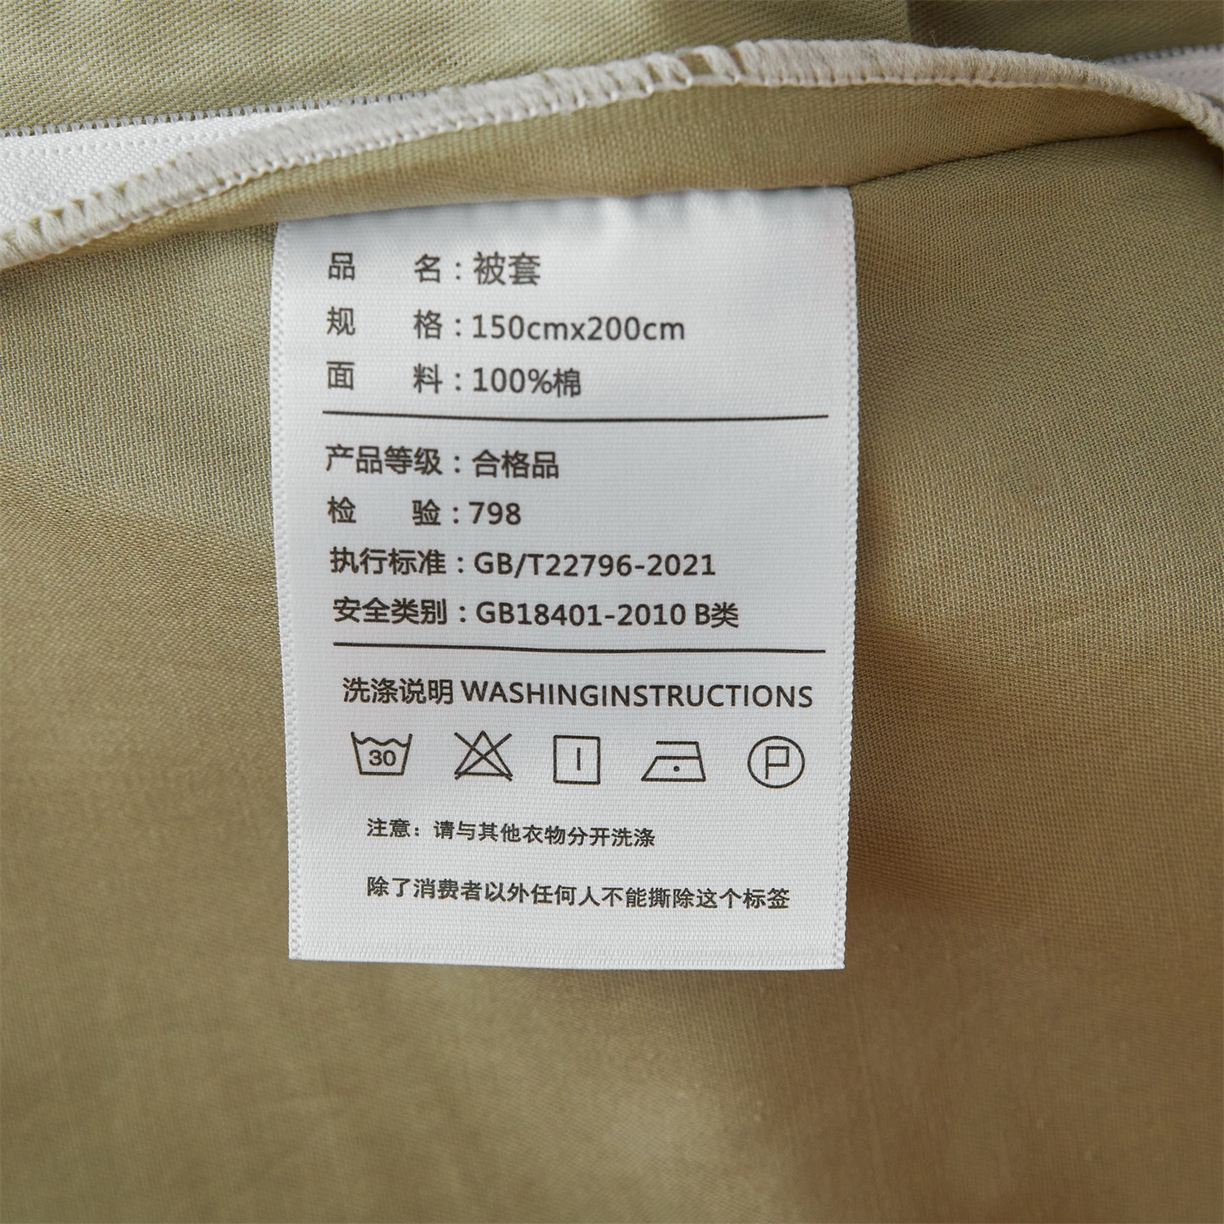 品 名：被套
规 格：150cmx200cm
面 料：100%棉
产品等级：合格品
检 验：798
执行标准：GB/T22796-2021
安全类别：GB18401-2010 B类
洗涤说明 WASHINGINSTRUCTIONS
30 P
注意：请与其他衣物分开洗涤
除了消费者以外任何人不能撕除这个标签